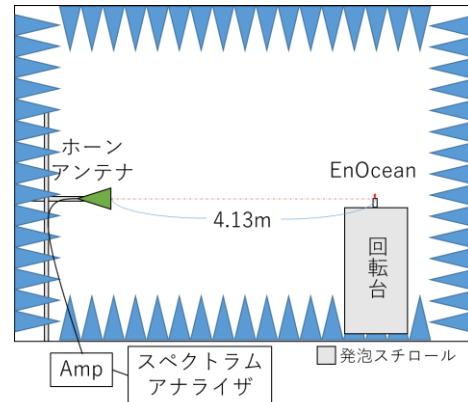 ホーン
アンテナ
EnOcean
4.13m
回転台
Amp
スペクトラム
アナライザ
発泡スチロール